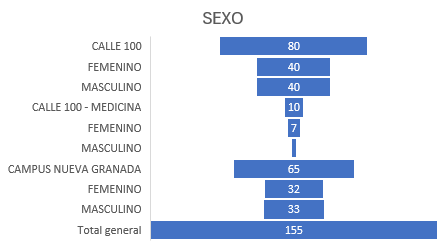 SEXO
CALLE 100 80
FEMENINO 40
MASCULINO 40
CALLE 100 - MEDICINA 10
FEMENINO 7
MASCULINO
CAMPUS NUEVA GRANADA 65
FEMENINO 32
MASCULINO 33
Total general 155